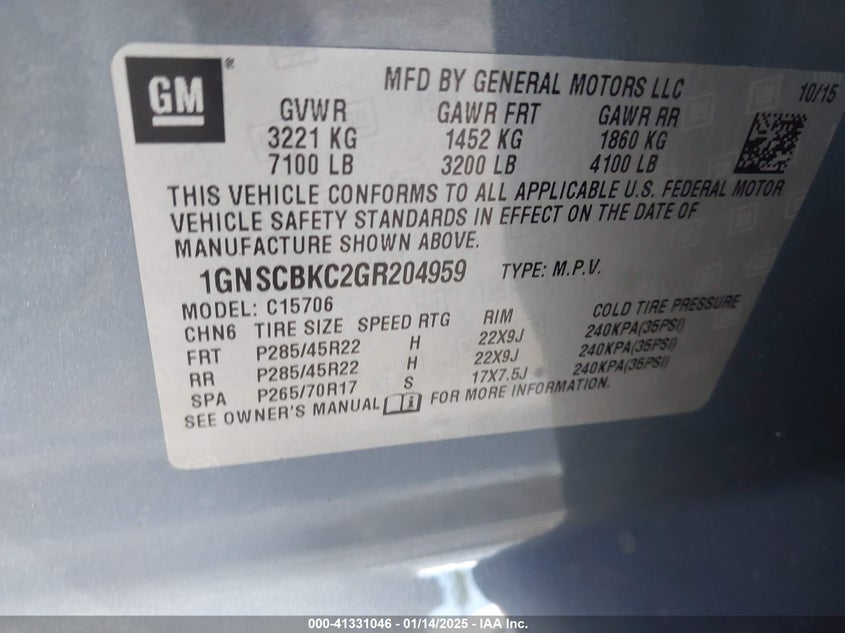 GM®
MFD BY GENERAL MOTORS LLC
10/15
GVWR GAWR FRT GAWR RR
3221 KG 1452 KG 1860 KG
7100 LB 3200 LB 4100 LB
THIS VEHICLE CONFORMS TO ALL APPLICABLE U.S. FEDERAL MOTOR
VEHICLE SAFETY STANDARDS IN EFFECT ON THE DATE OF
MANUFACTURE SHOWN ABOVE.
1GNSCBKC2GR204959 TYPE: M.P.V.
MODEL: C15706
CHN6 TIRE SIZE SPEED RTG RIM COLD TIRE PRESSURE
FRT P285/45R22 H 22X9J 240KPA(35PSI)
RR P285/45R22 H 22X9J 240KPA(35PSI)
SPA P265/70R17 S 17X7.5J 240KPA(35PSI)
SEE OWNER'S MANUAL FOR MORE INFORMATION.
000-41331046 — 01/14/2025 — IAA Inc.